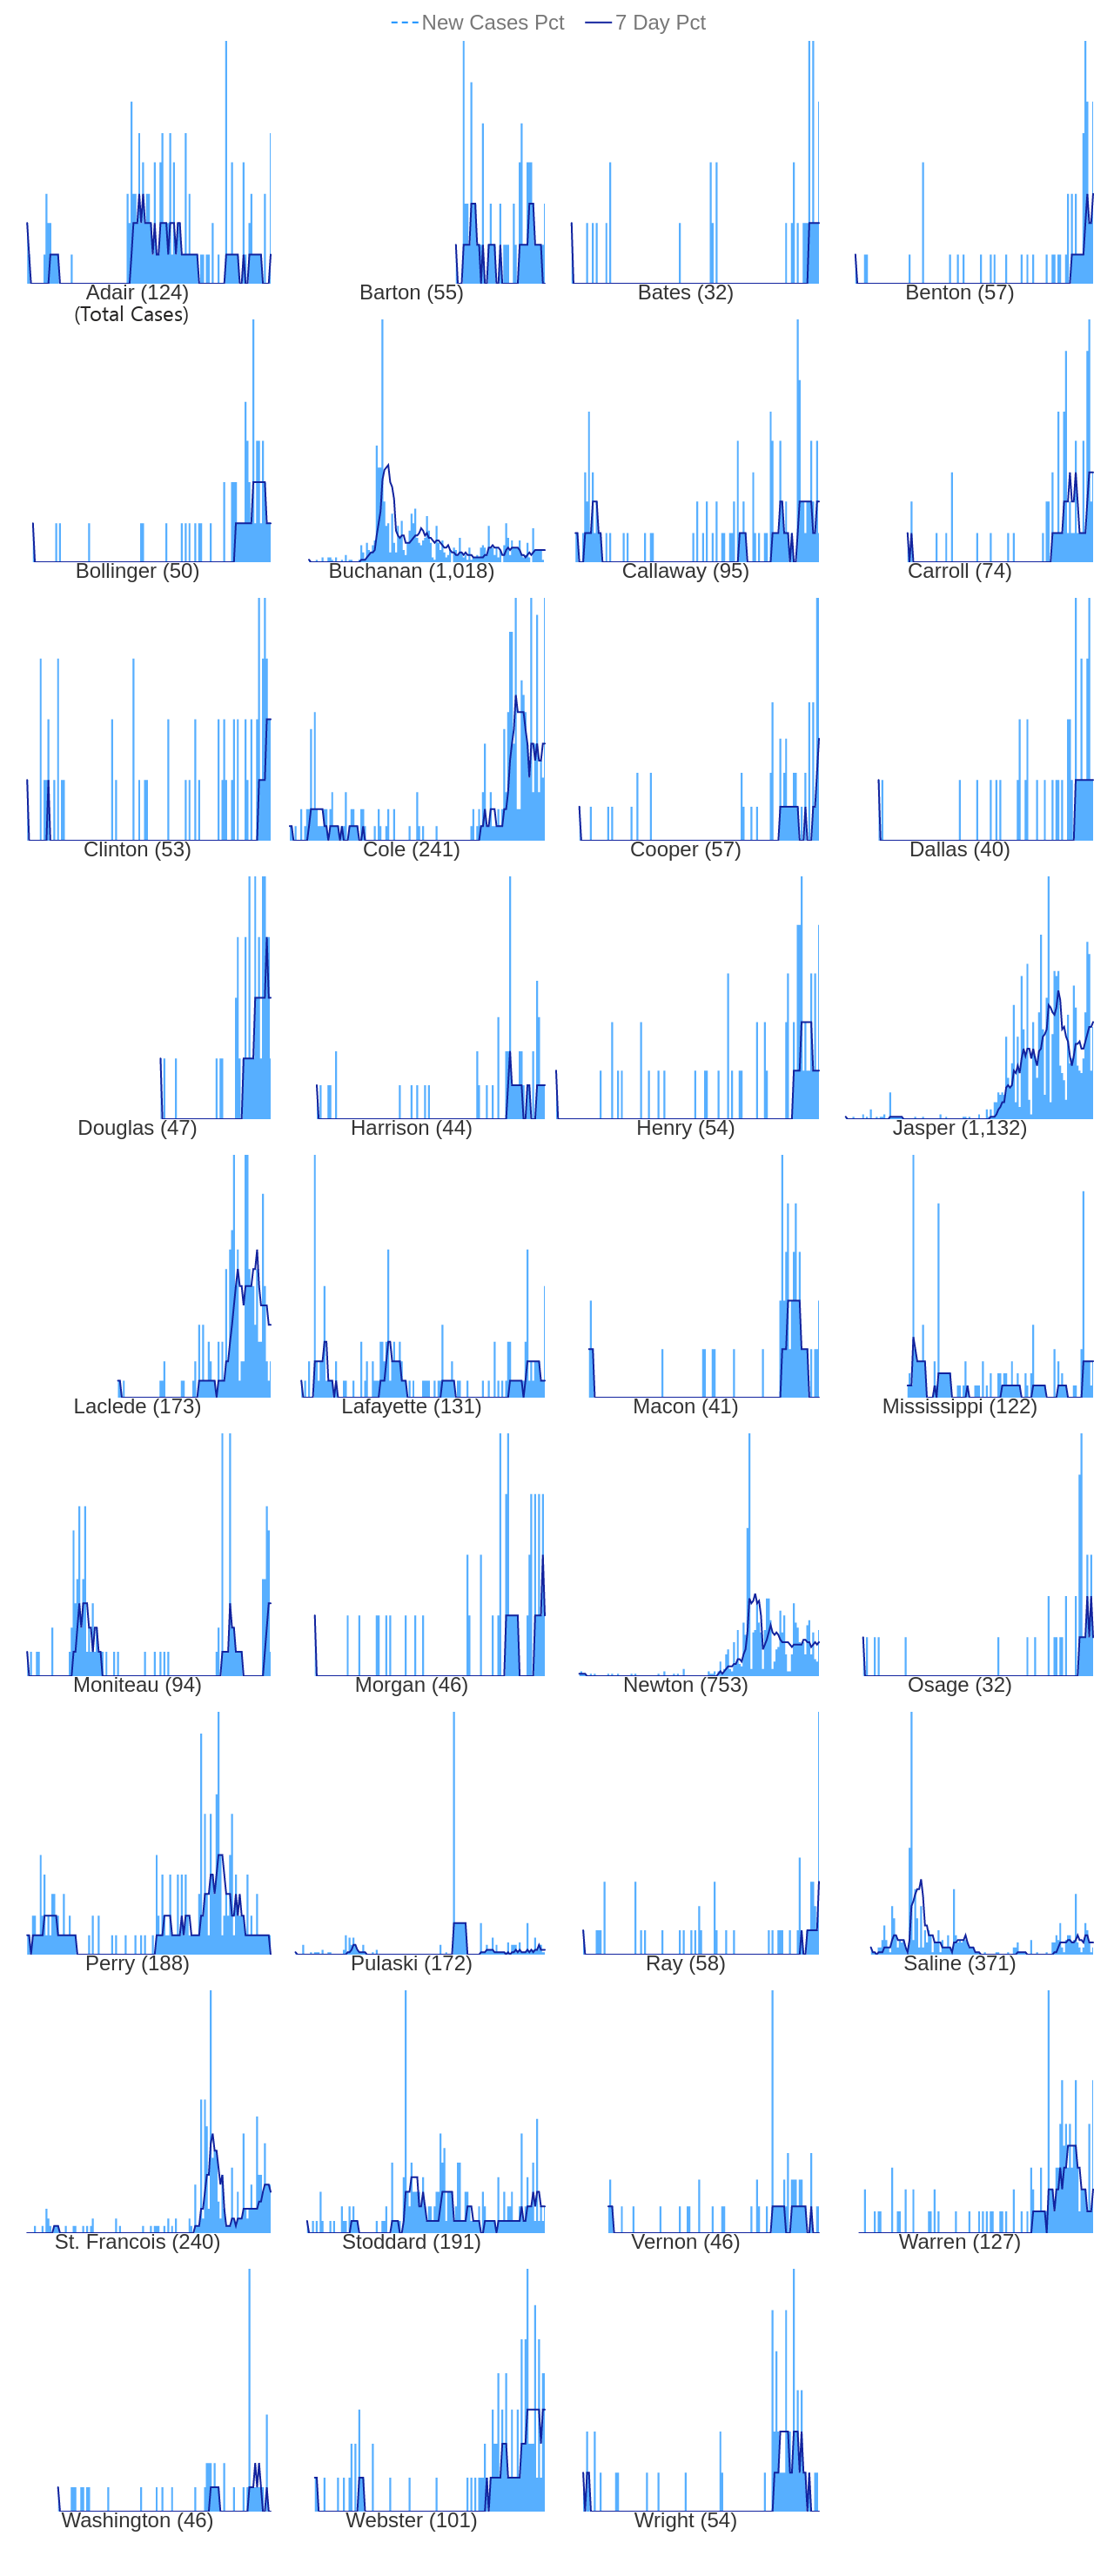 New Cases Pct 7 Day Pct
Adair (124) Barton (55) Bates (32) Benton (57)
(Total Cases)
Bollinger (50) Buchanan (1,018) Callaway (95) Carroll (74)
Clinton (53) Cole (241) Cooper (57) Dallas (40)
Douglas (47) Harrison (44) Henry (54) Jasper (1,132)
Laclede (173) Lafayette (131) Macon (41) Mississippi (122)
Moniteau (94) Morgan (46) Newton (753) Osage (32)
Perry (188) Pulaski (172) Ray (58) Saline (371)
St. Francois (240) Stoddard (191) Vernon (46) Warren (127)
Washington (46) Webster (101) Wright (54)